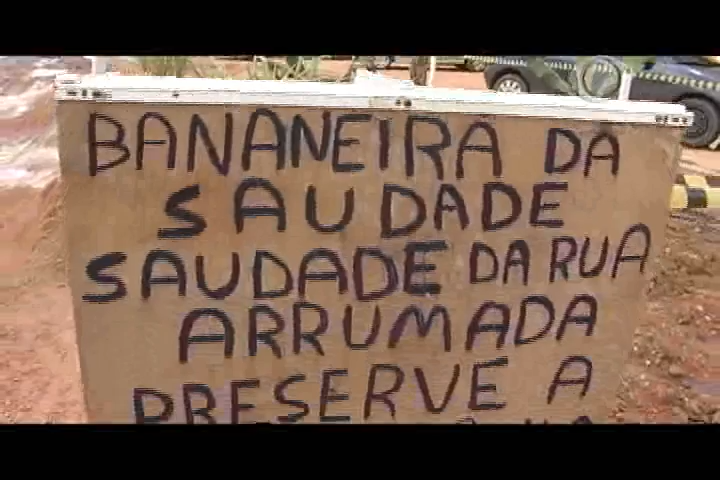 BANANEIRA DA
SAUDADE
SAUDADE DA RUA
ARRUMADA
PRESERVE A